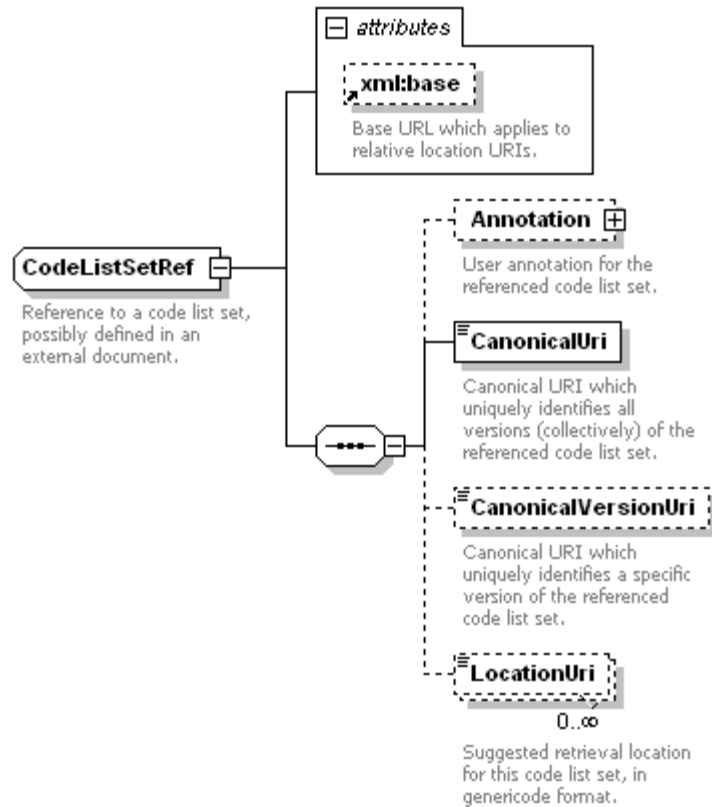 attributes
xml:base
Base URL which applies to
relative location URIs.
Annotation
User annotation for the
referenced code list set.
CodeListSetRef
Reference to a code list set,
possibly defined in an
external document.
CanonicalUri
Canonical URI which
uniquely identifies all
versions (collectively) of the
referenced code list set.
CanonicalVersionUri
Canonical URI which
uniquely identifies a specific
version of the referenced
code list set.
LocationUri
0..∞
Suggested retrieval location
for this code list set, in
genericode format.